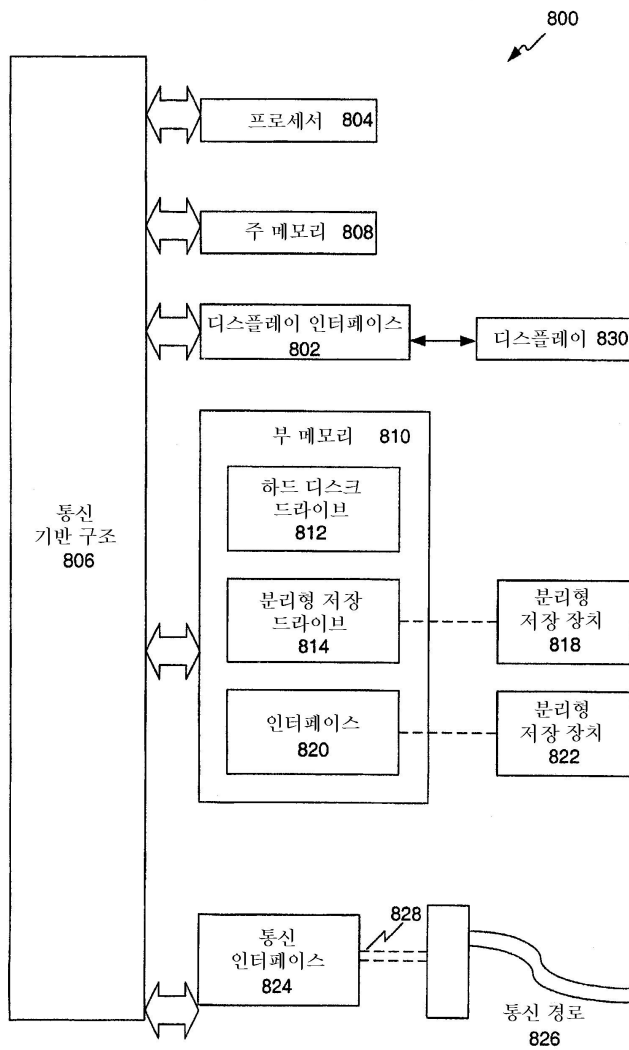 800
프로세서 804
주 메모리 808
디스플레이 인터페이스
802
디스플레이 830
부 메모리 810
하드 디스크
드라이브
812
통신
기반 구조
806
분리형 저장
드라이브
814
분리형
저장 장치
818
인터페이스
820
분리형
저장 장치
822
828
통신
인터페이스
824
통신 경로
826